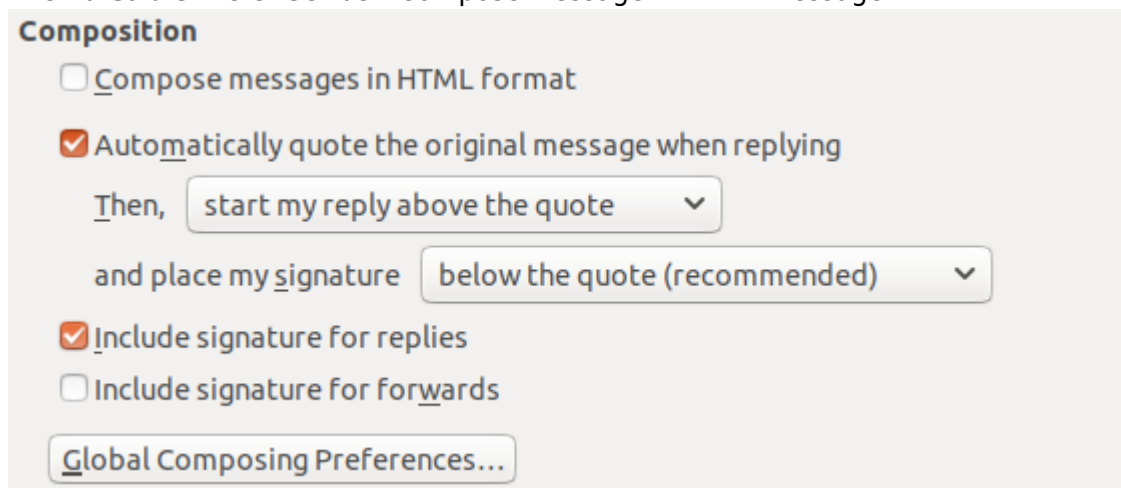 Composition
Compose messages in HTML format
Automatically quote the original message when replying
Then, start my reply above the quote
and place my signature below the quote (recommended)
Include signature for replies
Include signature for forwards
Global Composing Preferences...